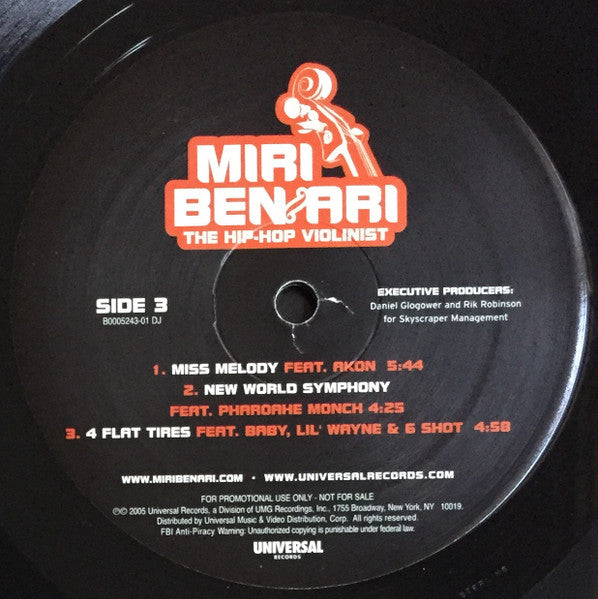 MIRI
BEN-ARI
THE HIP-HOP VIOLINIST
SIDE 3
B0005243-01 DJ
EXECUTIVE PRODUCERS:
Daniel Glogower and Rik Robinson
for Skyscraper Management
1. MISS MELODY FEAT. AKON 5:44
2. NEW WORLD SYMPHONY
FEAT. PHAROAHE MONCH 4:25
3. 4 FLAT TIRES FEAT. BABY, LIL' WAYNE & 6 SHOT 4:58
WWW.MIRIBENARI.COM - WWW.UNIVERSALRECORDS.COM
FOR PROMOTIONAL USE ONLY - NOT FOR SALE
℗© 2005 Universal Records, a Division of UMG Recordings, Inc., 1755 Broadway, New York, NY 10019.
Distributed by Universal Music & Video Distribution, Corp. All rights reserved.
FBI Anti-Piracy Warning: Unauthorized copying is punishable under federal law.
UNIVERSAL
RECORDS